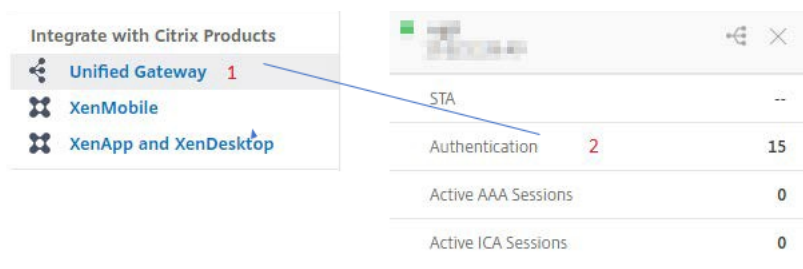 Integrate with Citrix Products
Unified Gateway 1
XenMobile
XenApp and XenDesktop
STA --
Authentication 2 15
Active AAA Sessions 0
Active ICA Sessions 0